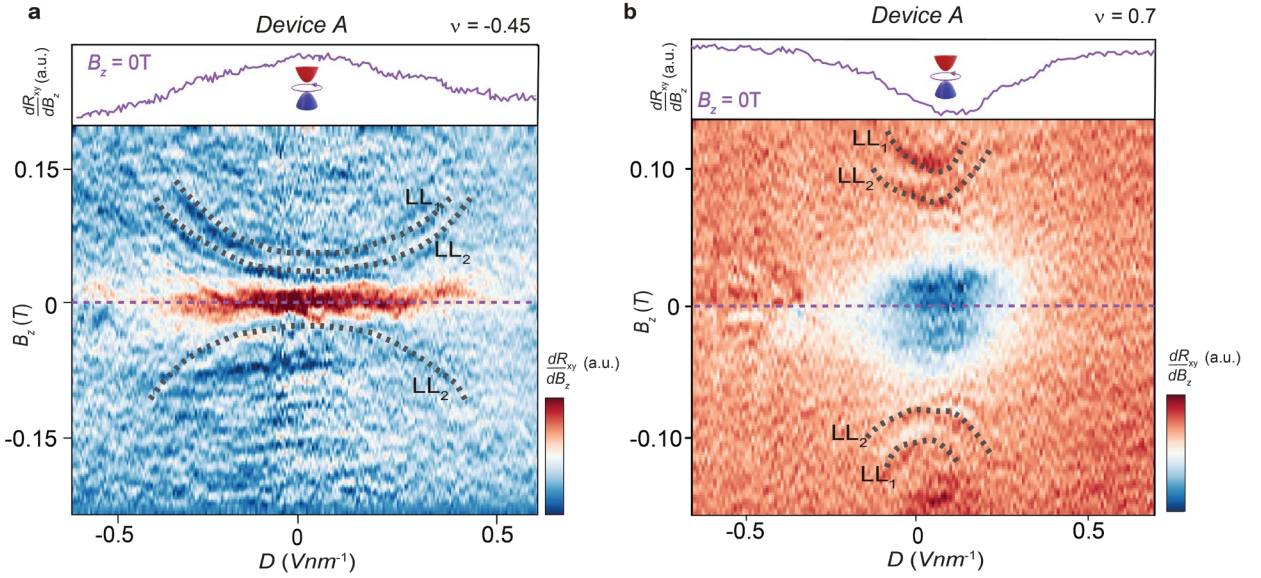 a
Device A
ν = -0.45
dR_xy/dB_z (a.u.)
B_z = 0T
0.15
0
-0.15
B_z (T)
LL_1
LL_2
LL_2
-0.5
0
0.5
D (Vnm^-1)
dR_xy/dB_z (a.u.)
b
Device A
ν = 0.7
dR_xy/dB_z (a.u.)
B_z = 0T
0.10
0
-0.10
B_z (T)
LL_1
LL_2
LL_2
LL_1
-0.5
0
0.5
D (Vnm^-1)
dR_xy/dB_z (a.u.)